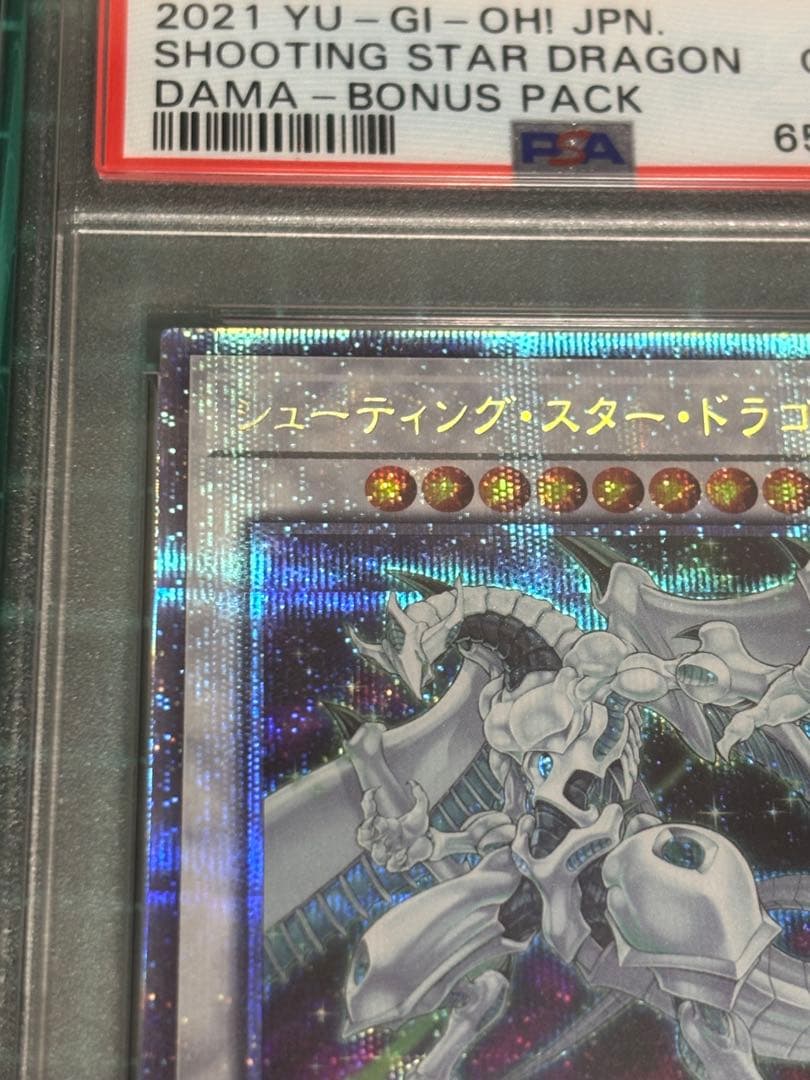 2021 YU-GI-OH! JPN.
SHOOTING STAR DRAGON
DAMA-BONUS PACK
65
PSA
シューティング・スター・ドラゴ